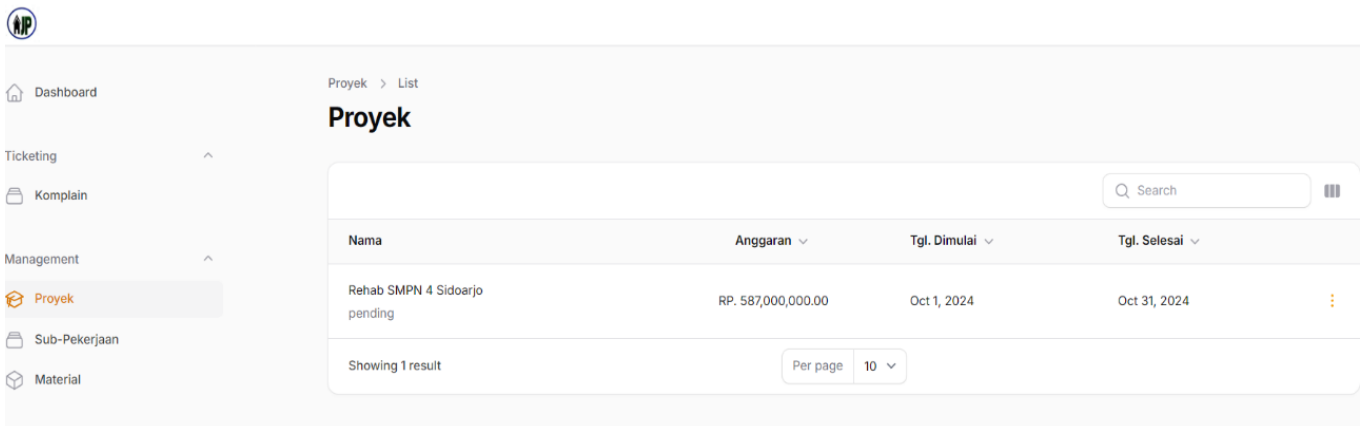 AJP
Dashboard
Ticketing
Komplain
Management
Proyek
Sub-Pekerjaan
Material
Proyek > List
Proyek
Search
Nama Anggaran Tgl. Dimulai Tgl. Selesai
Rehab SMPN 4 Sidoarjo RP. 587,000,000.00 Oct 1, 2024 Oct 31, 2024
pending
Showing 1 result Per page 10